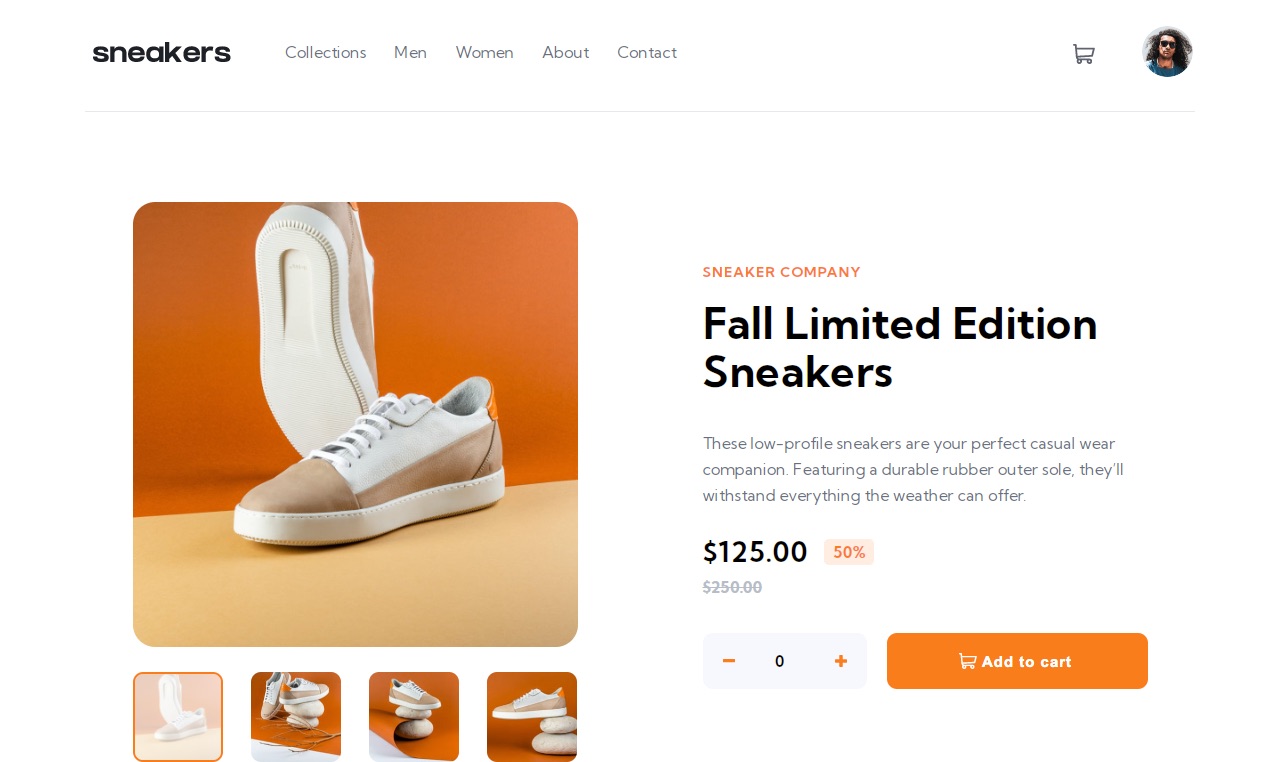 sneakers
Collections Men Women About Contact
SNEAKER COMPANY
Fall Limited Edition
Sneakers
These low-profile sneakers are your perfect casual wear
companion. Featuring a durable rubber outer sole, they'll
withstand everything the weather can offer.
$125.00 50%
$250.00
0
Add to cart